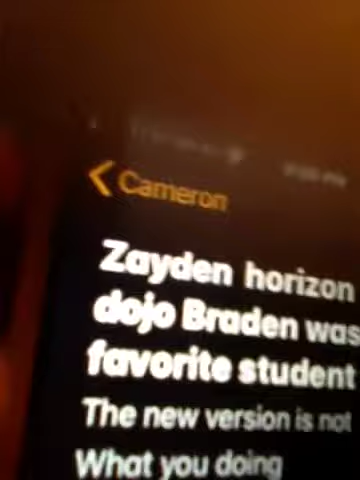 Cameron
Zayden horizon
dojo Braden was
favorite student
The new version is not
What you doing